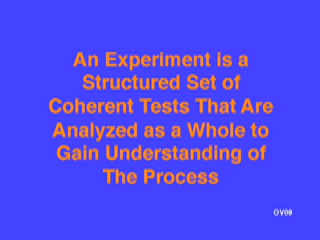 An Experiment is a
Structured Set of
Coherent Tests That Are
Analyzed as a Whole to
Gain Understanding of
The Process
OV09